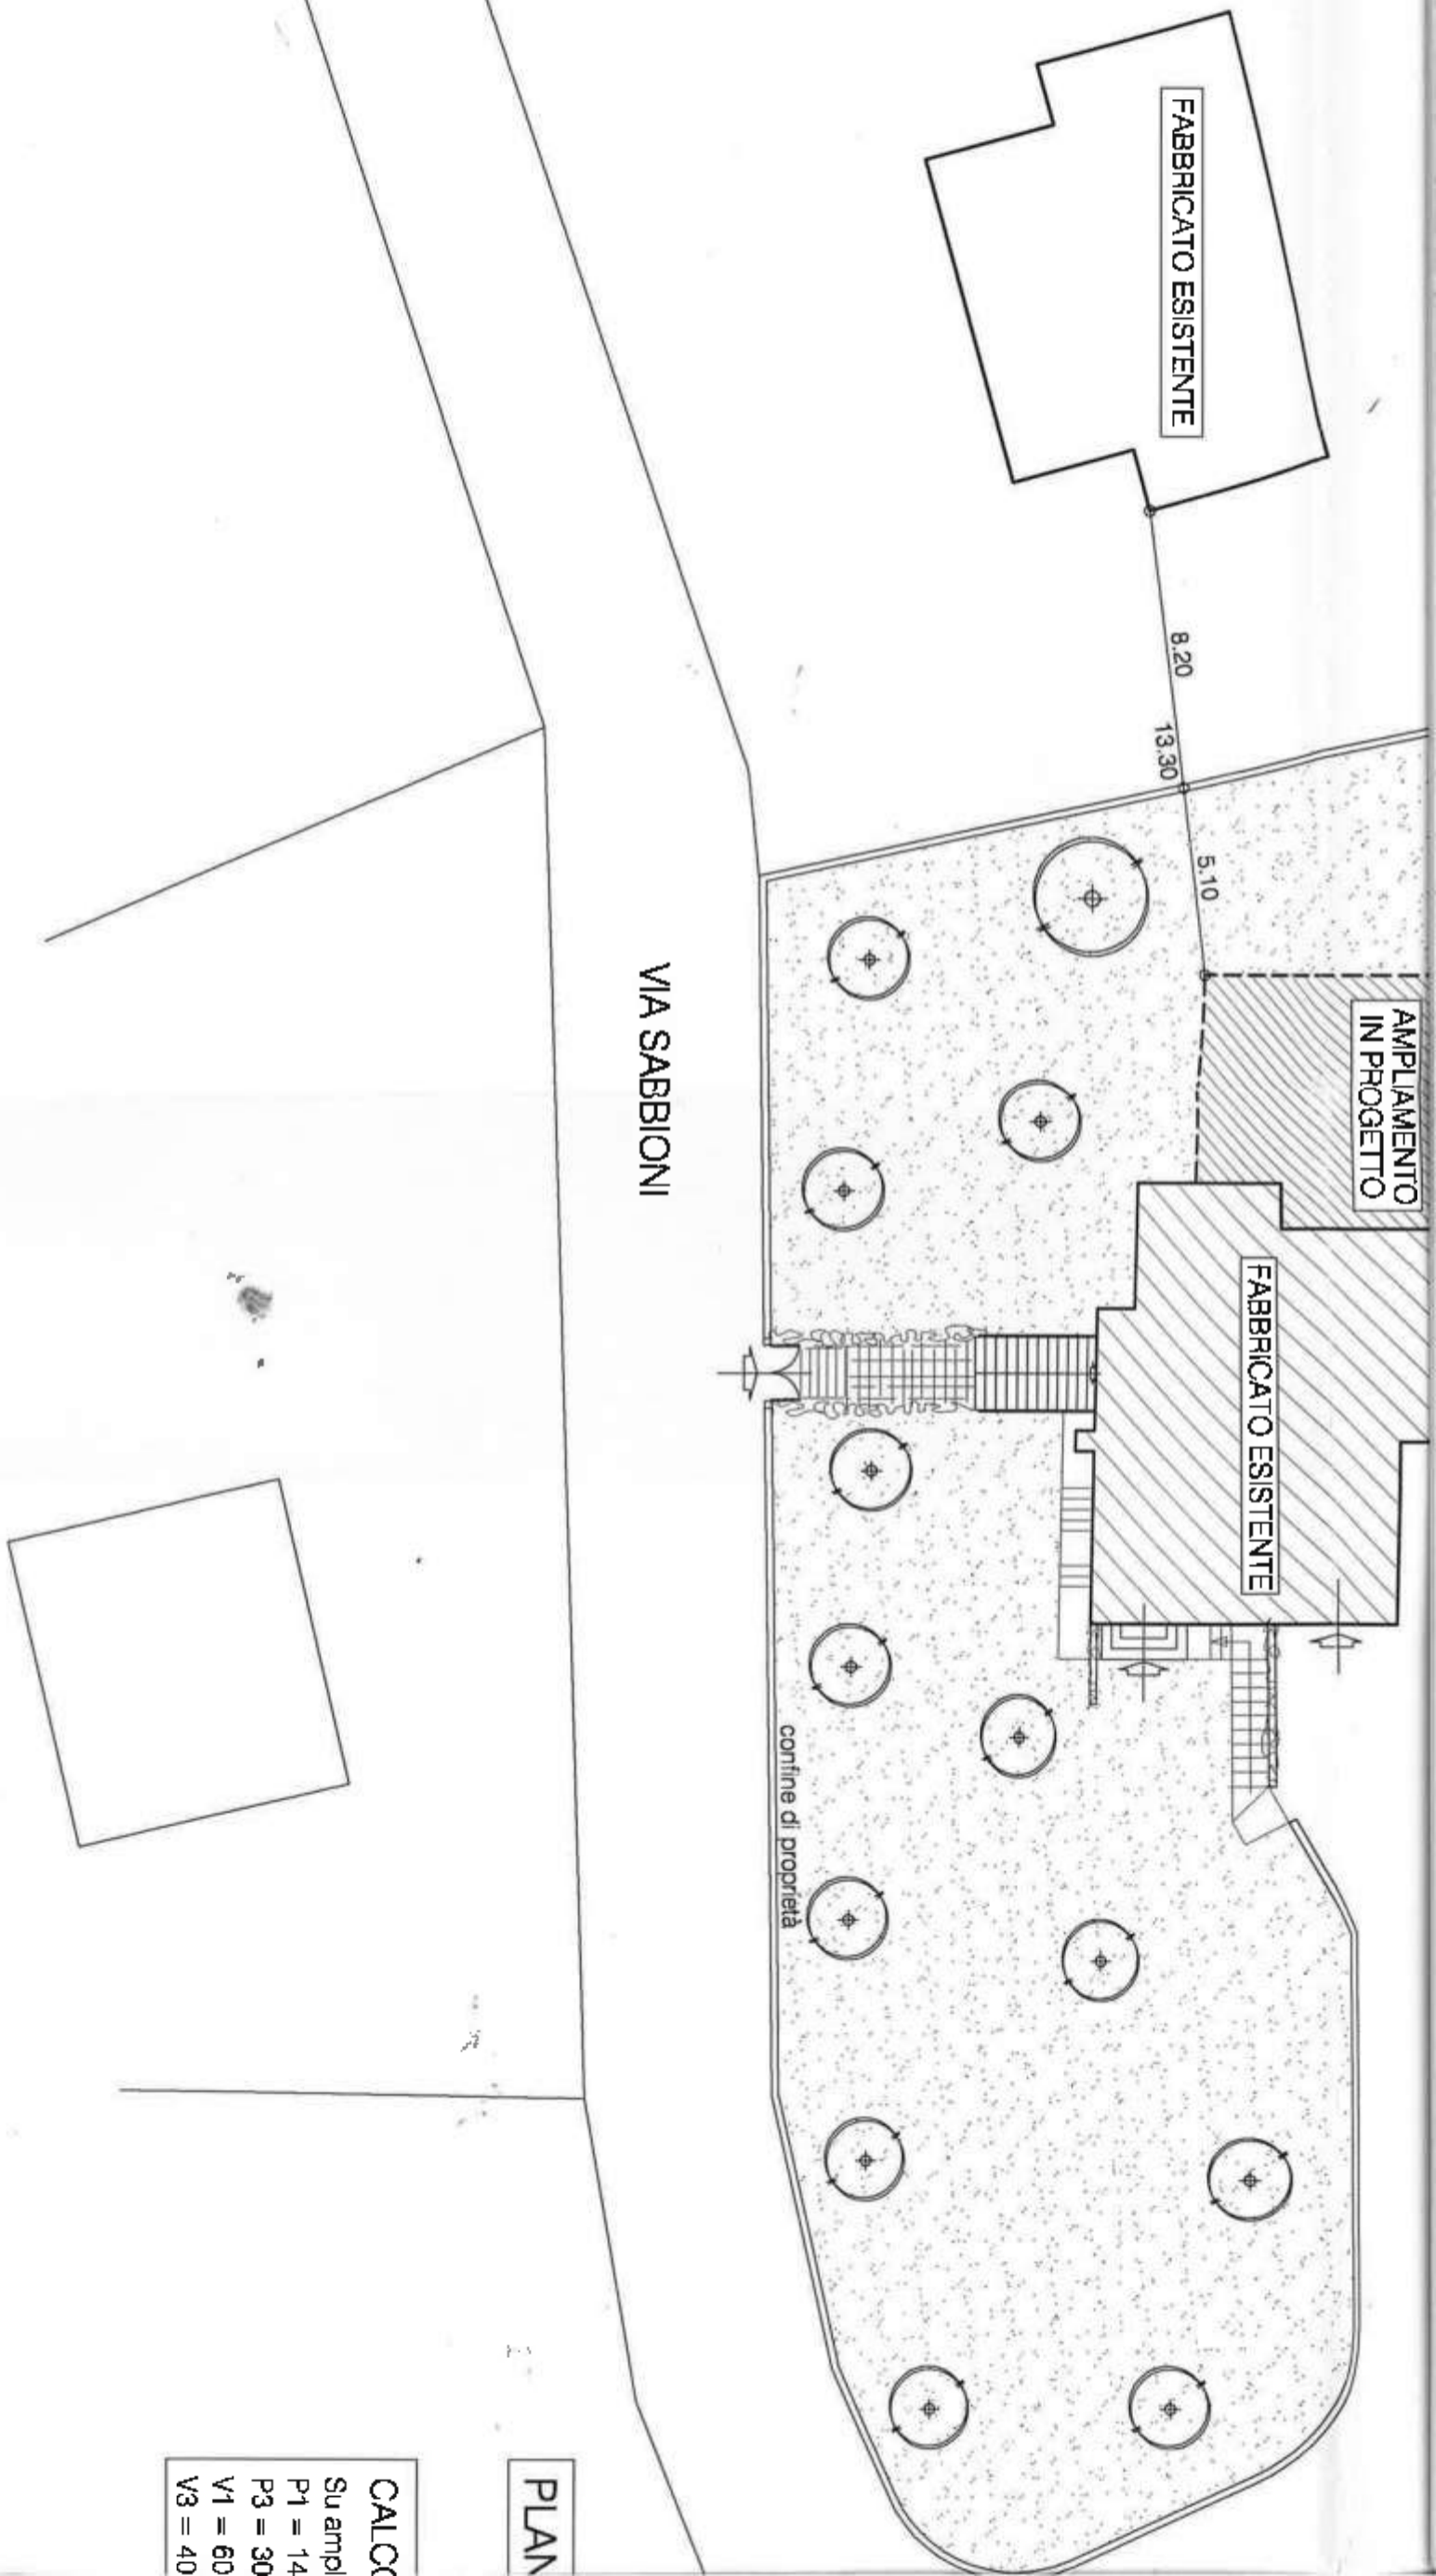 FABBRICATO ESISTENTE
8.20
13.30
5.10
AMPLIAMENTO
IN PROGETTO
FABBRICATO ESISTENTE
VIA SABBIONI
confine di proprietà
PLAN
CALCO
Su ampl
P1 = 14
P3 = 30
V1 = 60
V3 = 40